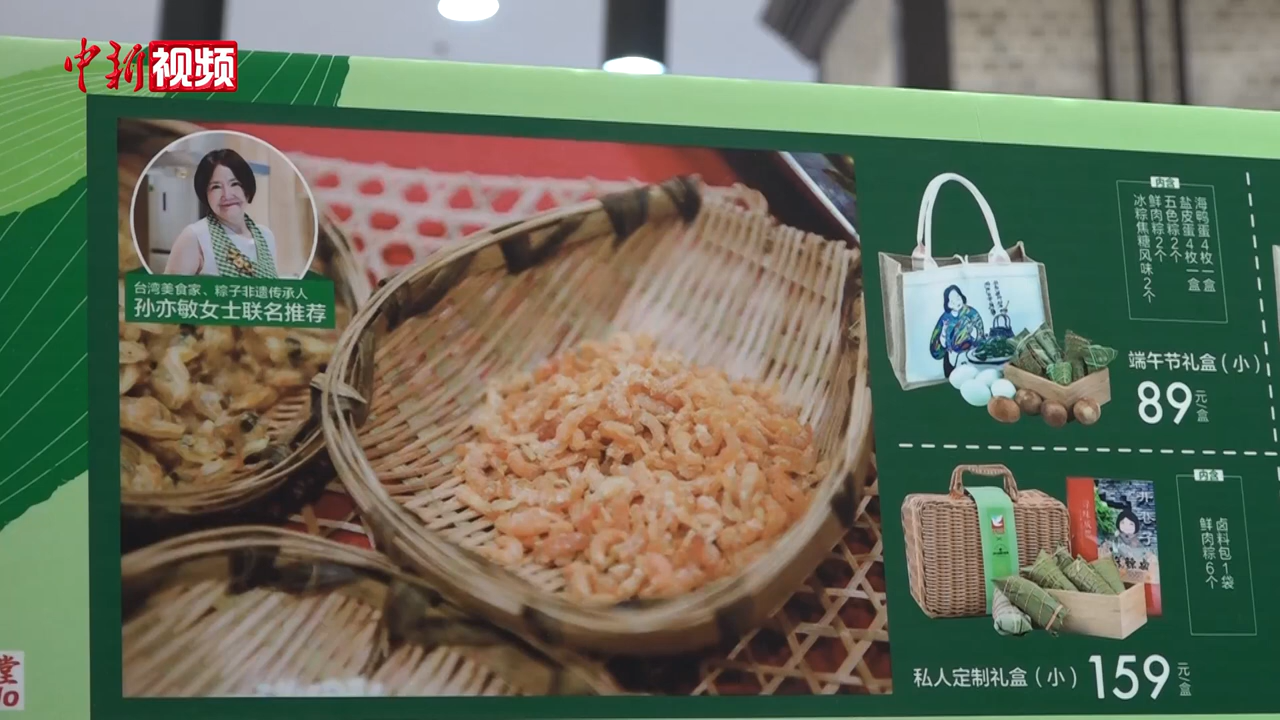 中新视频
台湾美食家、粽子非遗传承人
孙亦敏女士联名推荐
内含
海鸭蛋4枚一盒
盐皮蛋4枚一盒
五色粽2个
鲜肉粽2个
冰粽焦糖风味2个
端午节礼盒（小）
89元/盒
内含
卤料包1袋
鲜肉粽6个
私人定制礼盒（小）
159元/盒
堂
lo